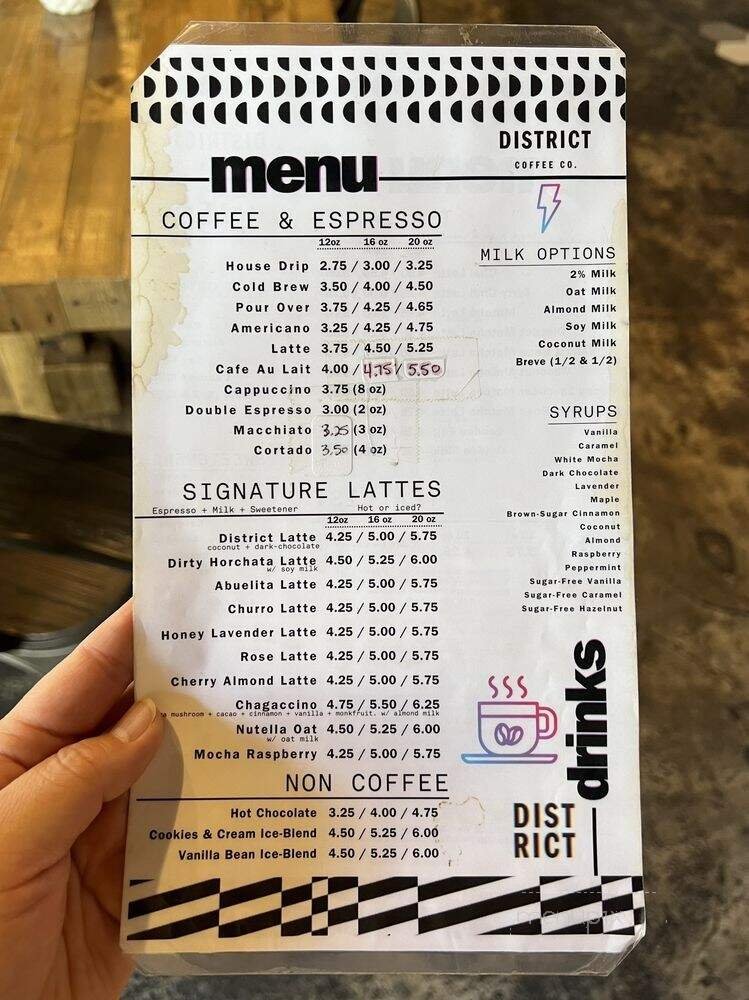 DISTRICT
COFFEE CO.
menu
COFFEE & ESPRESSO
12oz 16 oz 20 oz
House Drip 2.75 / 3.00 / 3.25
Cold Brew 3.50 / 4.00 / 4.50
Pour Over 3.75 / 4.25 / 4.65
Americano 3.25 / 4.25 / 4.75
Latte 3.75 / 4.50 / 5.25
Cafe Au Lait 4.00 / 4.75 / 5.50
Cappuccino 3.75 (8 oz)
Double Espresso 3.00 (2 oz)
Macchiato 3.25 (3 oz)
Cortado 3.50 (4 oz)
SIGNATURE LATTES
Espresso + Milk + Sweetener Hot or iced?
12oz 16 oz 20 oz
District Latte 4.25 / 5.00 / 5.75
coconut + dark-chocolate
Dirty Horchata Latte 4.50 / 5.25 / 6.00
w/ soy milk
Abuelita Latte 4.25 / 5.00 / 5.75
Churro Latte 4.25 / 5.00 / 5.75
Honey Lavender Latte 4.25 / 5.00 / 5.75
Rose Latte 4.25 / 5.00 / 5.75
Cherry Almond Latte 4.25 / 5.00 / 5.75
Chagaccino 4.75 / 5.50 / 6.25
mushroom + cacao + cinnamon + vanilla + monkfruit. w/ almond milk
Nutella Oat 4.50 / 5.25 / 6.00
w/ oat milk
Mocha Raspberry 4.25 / 5.00 / 5.75
NON COFFEE
Hot Chocolate 3.25 / 4.00 / 4.75
Cookies & Cream Ice-Blend 4.50 / 5.25 / 6.00
Vanilla Bean Ice-Blend 4.50 / 5.25 / 6.00
MILK OPTIONS
2% Milk
Oat Milk
Almond Milk
Soy Milk
Coconut Milk
Breve (1/2 & 1/2)
SYRUPS
Vanilla
Caramel
White Mocha
Dark Chocolate
Lavender
Maple
Brown-Sugar Cinnamon
Coconut
Almond
Raspberry
Peppermint
Sugar-Free Vanilla
Sugar-Free Caramel
Sugar-Free Hazelnut
drinks
DIST
RICT